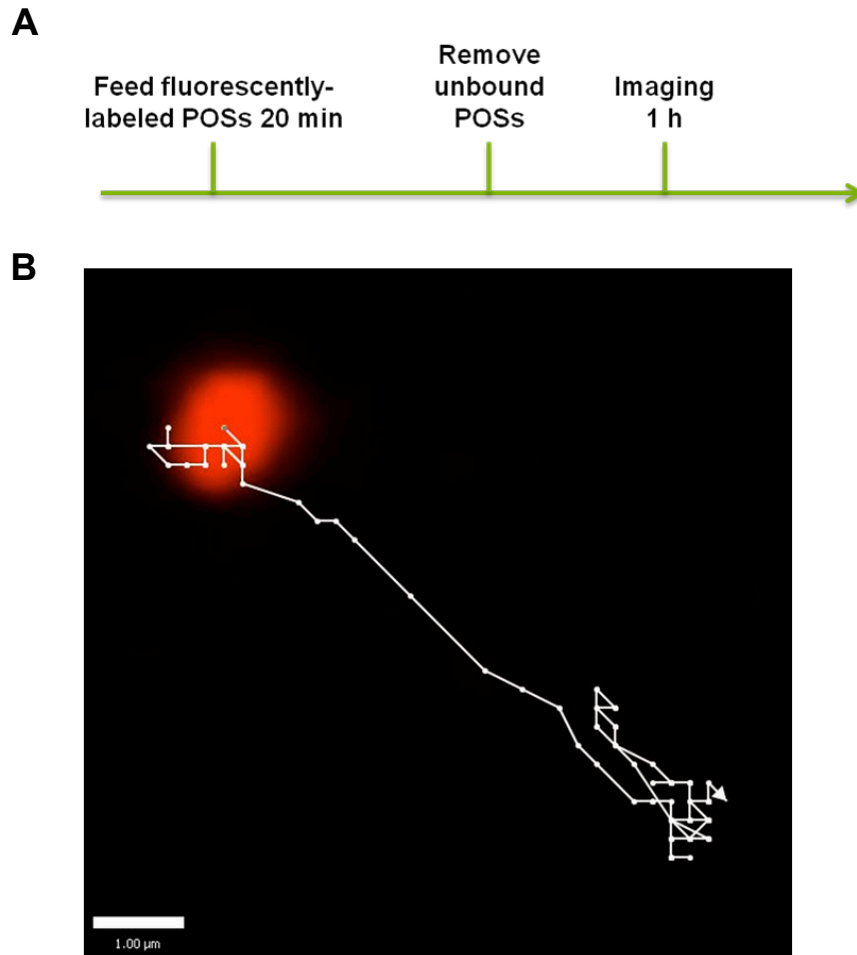 A
Feed fluorescently-
labeled POSs 20 min
Remove
unbound
POSs
Imaging
1 h
B
1.00 µm